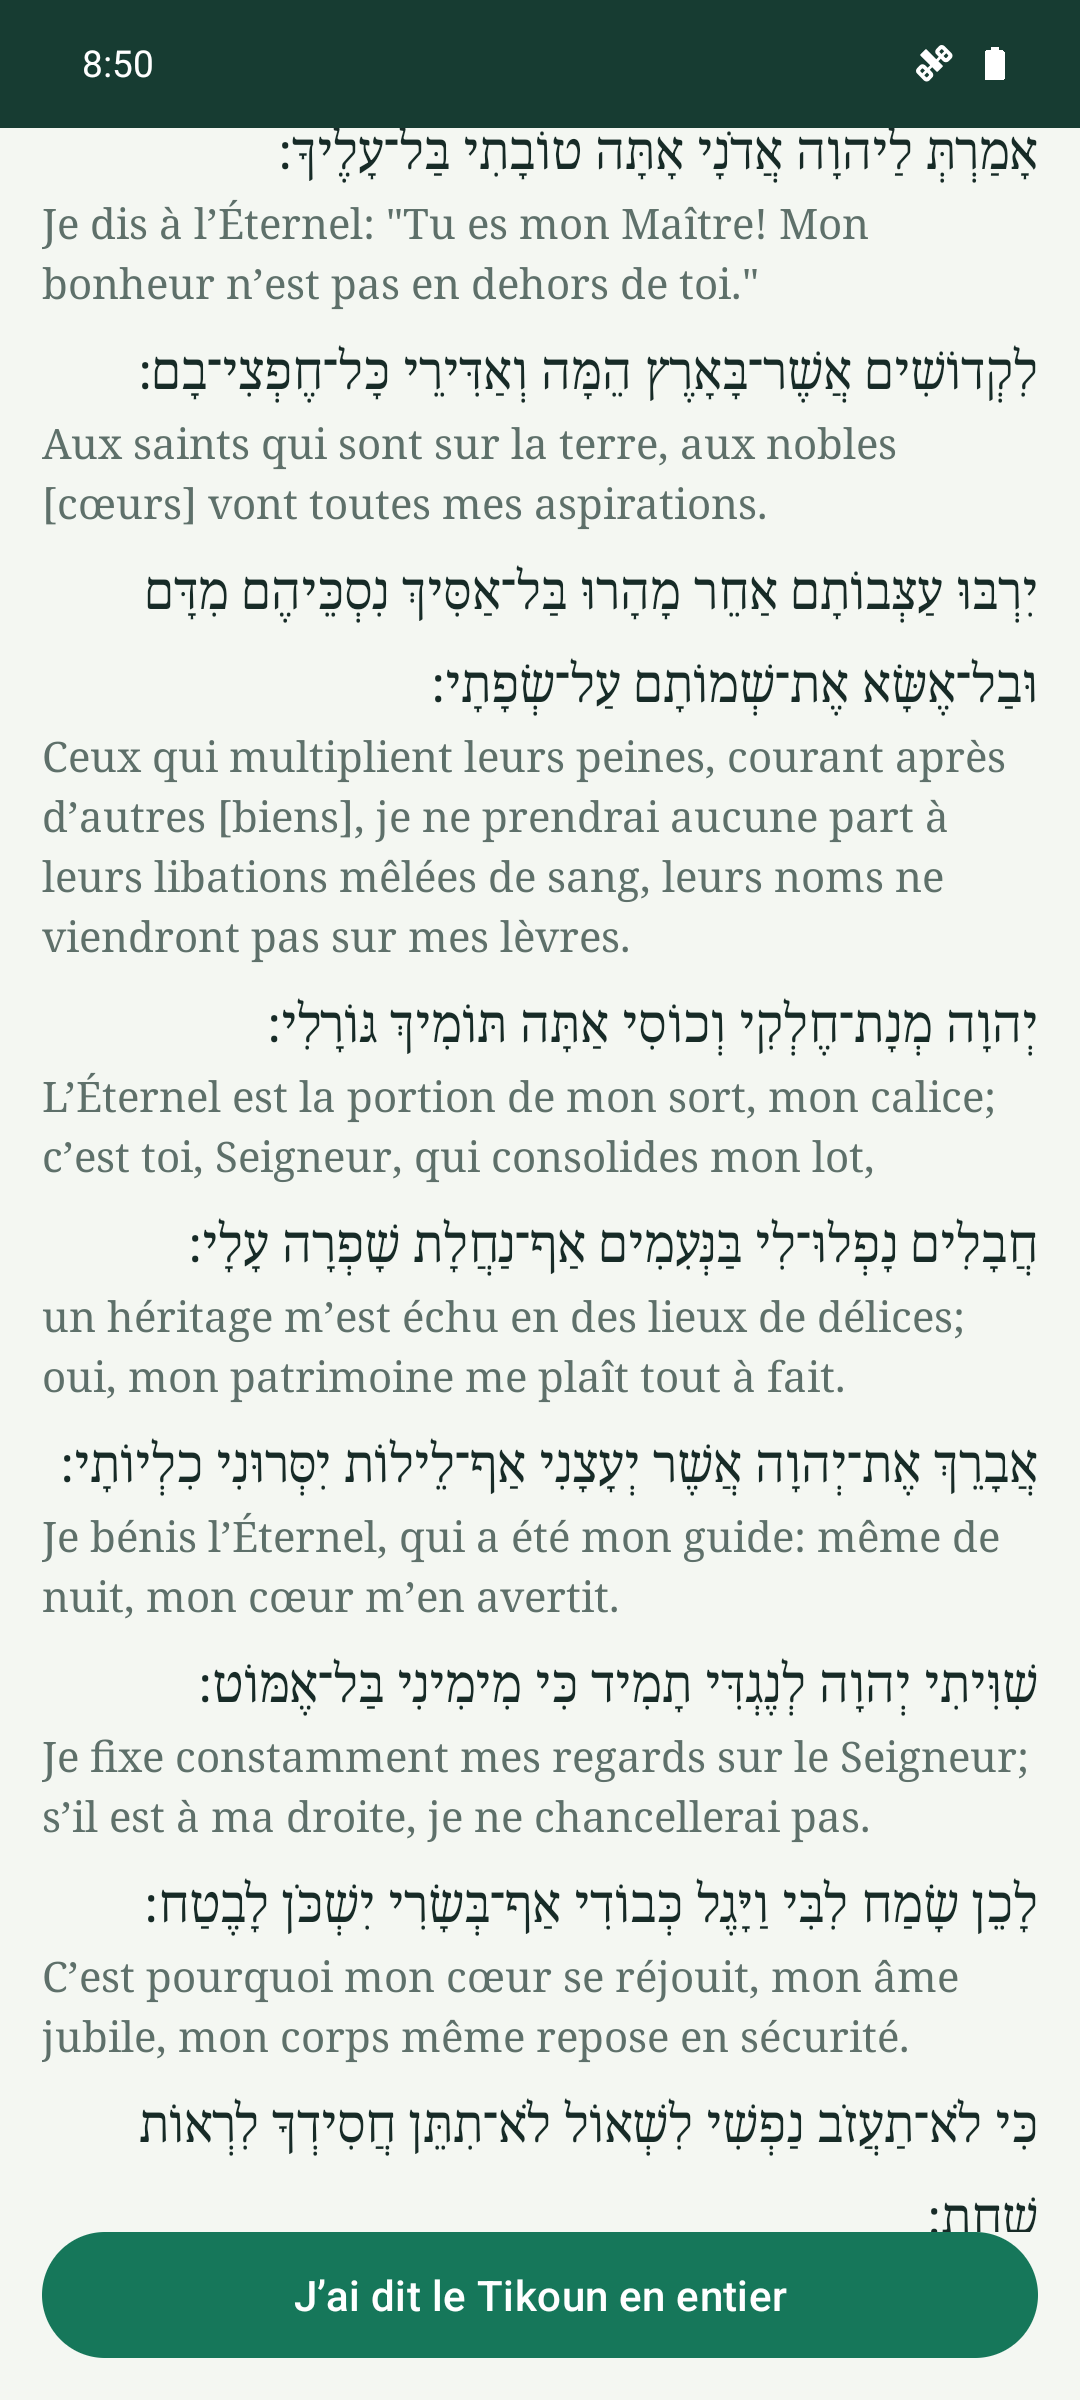 8:50
אָמַרְתְּ לַיהוָה אֲדֹנָי אָתָּה טוֹבָתִי בַּל־עָלֶיךָ׃
Je dis à l’Éternel: "Tu es mon Maître! Mon
bonheur n’est pas en dehors de toi."
לִקְדוֹשִׁים אֲשֶׁר־בָּאָרֶץ הֵמָּה וְאַדִּירֵי כָּל־חֶפְצִי־בָם׃
Aux saints qui sont sur la terre, aux nobles
[cœurs] vont toutes mes aspirations.
יִרְבּוּ עַצְּבוֹתָם אַחֵר מָהָרוּ בַּל־אַסִּיךְ נִסְכֵּיהֶם מִדָּם
וּבַל־אֶשָּׂא אֶת־שְׁמוֹתָם עַל־שְׂפָתָי׃
Ceux qui multiplient leurs peines, courant après
d’autres [biens], je ne prendrai aucune part à
leurs libations mêlées de sang, leurs noms ne
viendront pas sur mes lèvres.
יְהוָה מְנָת־חֶלְקִי וְכוֹסִי אַתָּה תּוֹמִיךְ גּוֹרָלִי׃
L’Éternel est la portion de mon sort, mon calice;
c’est toi, Seigneur, qui consolides mon lot,
חֲבָלִים נָפְלוּ־לִי בַּנְּעִמִים אַף־נַחֲלָת שָׁפְרָה עָלָי׃
un héritage m’est échu en des lieux de délices;
oui, mon patrimoine me plaît tout à fait.
אֲבָרֵךְ אֶת־יְהוָה אֲשֶׁר יְעָצָנִי אַף־לֵילוֹת יִסְּרוּנִי כִלְיוֹתָי׃
Je bénis l’Éternel, qui a été mon guide: même de
nuit, mon cœur m’en avertit.
שִׁוִּיתִי יְהוָה לְנֶגְדִּי תָמִיד כִּי מִימִינִי בַּל־אֶמּוֹט׃
Je fixe constamment mes regards sur le Seigneur;
s’il est à ma droite, je ne chancellerai pas.
לָכֵן שָׂמַח לִבִּי וַיָּגֶל כְּבוֹדִי אַף־בְּשָׂרִי יִשְׁכֹּן לָבֶטַח׃
C’est pourquoi mon cœur se réjouit, mon âme
jubile, mon corps même repose en sécurité.
כִּי לֹא־תַעֲזֹב נַפְשִׁי לִשְׁאוֹל לֹא־תִתֵּן חֲסִידְךָ לִרְאוֹת
שחת׃
J’ai dit le Tikoun en entier